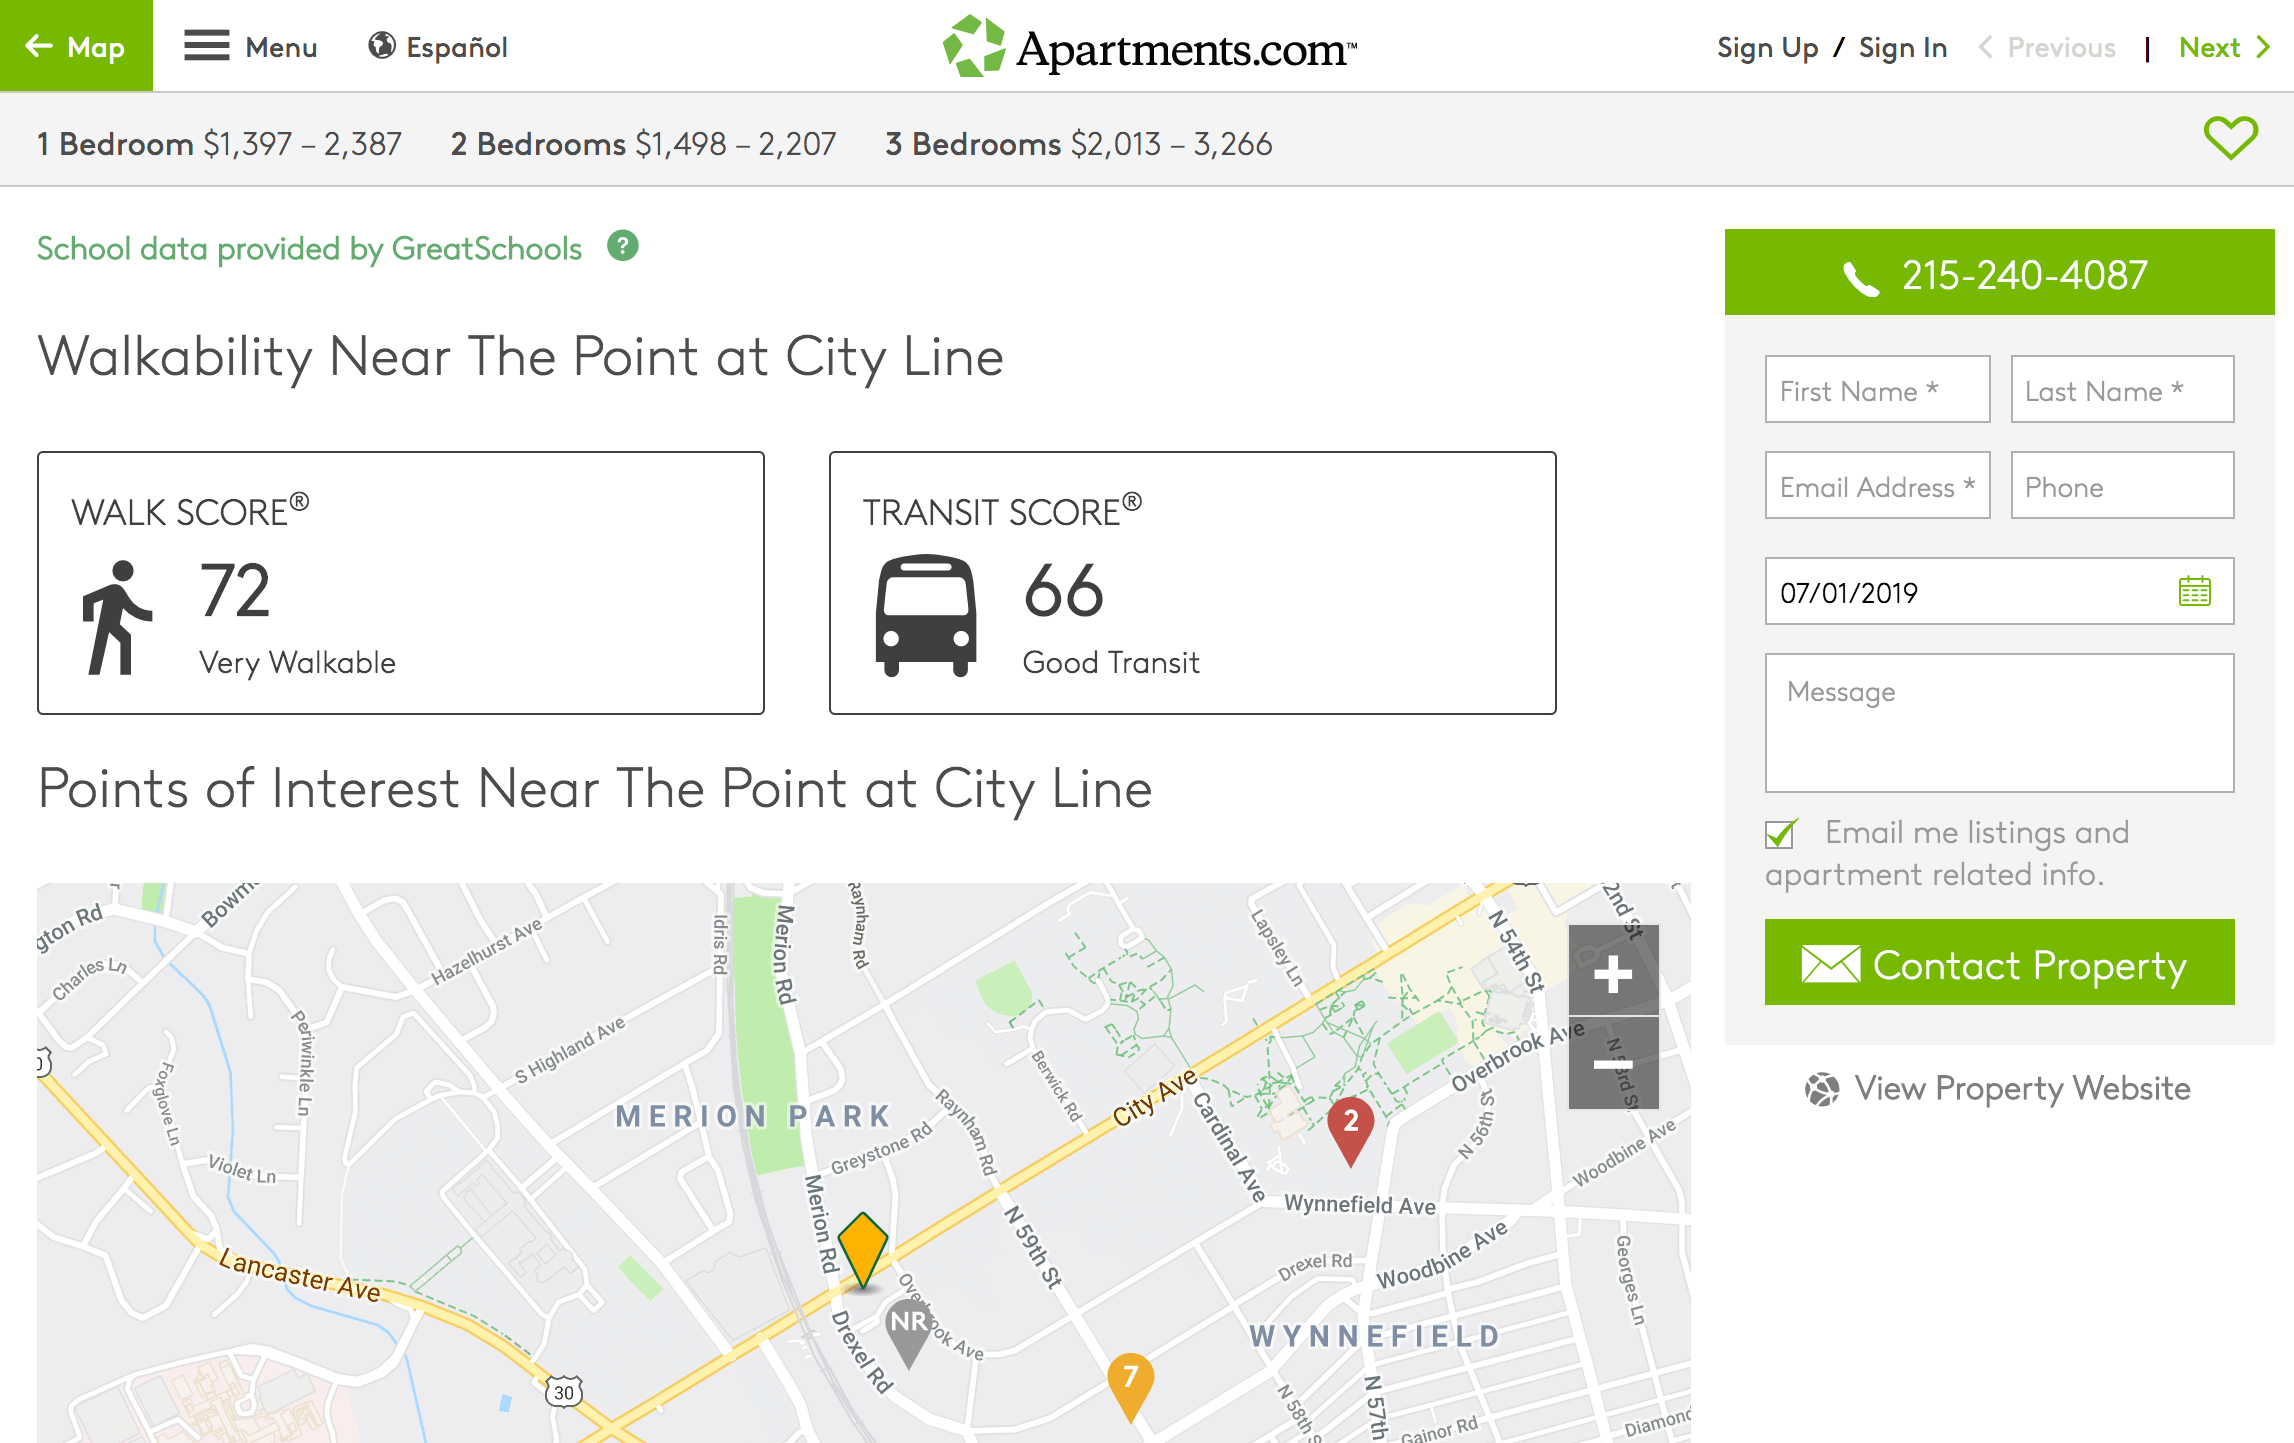 Map
Menu
Español
Apartments.com™
Sign Up / Sign In
Previous | Next
1 Bedroom $1,397 – 2,387
2 Bedrooms $1,498 – 2,207
3 Bedrooms $2,013 – 3,266
School data provided by GreatSchools ?
Walkability Near The Point at City Line
WALK SCORE®
72
Very Walkable
TRANSIT SCORE®
66
Good Transit
Points of Interest Near The Point at City Line
215-240-4087
First Name *
Last Name *
Email Address *
Phone
07/01/2019
Message
Email me listings and
apartment related info.
Contact Property
View Property Website
Charles Ln
Hazelhurst Ave
Idris Rd
Merion Rd
Raynham Rd
Lapsley Ln
N 54th St
+
−
Periwinkle Ln
Foxglove Ln
S Highland Ave
Violet Ln
MERION PARK
Berwick Rd
City Ave
Overbrook Ave
N 53rd St
Raynham Rd
Greystone Rd
Cardinal Ave
2
N 56th St
Woodbine Ave
Wynnefield Ave
Merion Rd
N 59th St
Lancaster Ave
Drexel Rd
Woodbine Ave
Georges Ln
Overbrook Ave
NR
Drexel Rd
WYNNEFIELD
7
30
N 57th
N 58th S
Gainor Rd
Diamond